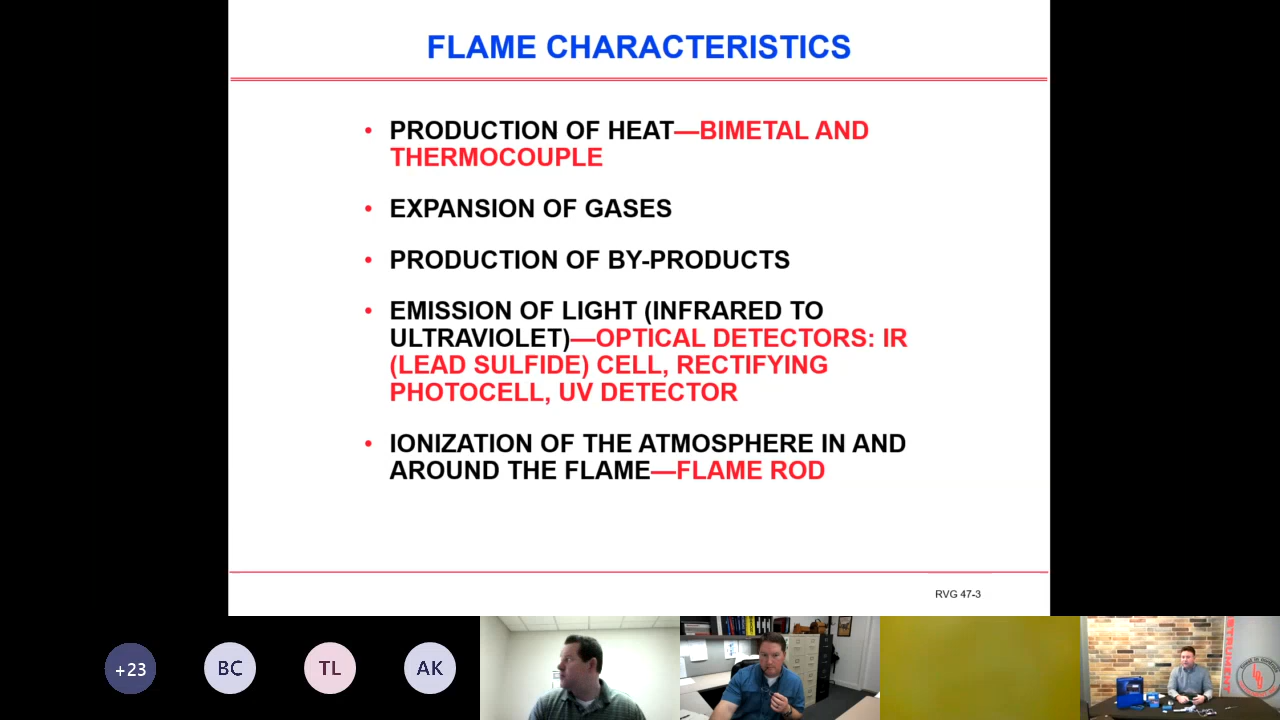 FLAME CHARACTERISTICS
• PRODUCTION OF HEAT—BIMETAL AND
THERMOCOUPLE
• EXPANSION OF GASES
• PRODUCTION OF BY-PRODUCTS
• EMISSION OF LIGHT (INFRARED TO
ULTRAVIOLET)—OPTICAL DETECTORS: IR
(LEAD SULFIDE) CELL, RECTIFYING
PHOTOCELL, UV DETECTOR
• IONIZATION OF THE ATMOSPHERE IN AND
AROUND THE FLAME—FLAME ROD
RVG 47-3
+23
BC
TL
AK
STRUMENT